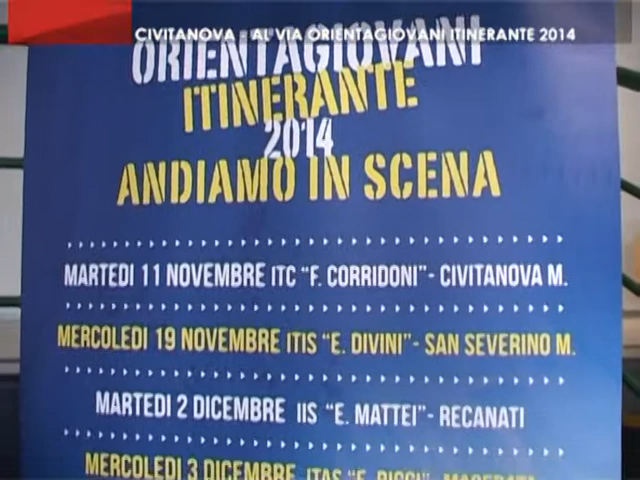 CIVITANOVA - AL VIA ORIENTAGIOVANI ITINERANTE 2014
ORIENTAGIOVANI
ITINERANTE
2014
ANDIAMO IN SCENA
MARTEDI 11 NOVEMBRE ITC "F. CORRIDONI" - CIVITANOVA M.
MERCOLEDI 19 NOVEMBRE ITIS "E. DIVINI" - SAN SEVERINO M.
MARTEDI 2 DICEMBRE IIS "E. MATTEI" - RECANATI
MERCOLEDI 3 DICEMBRE ITAS